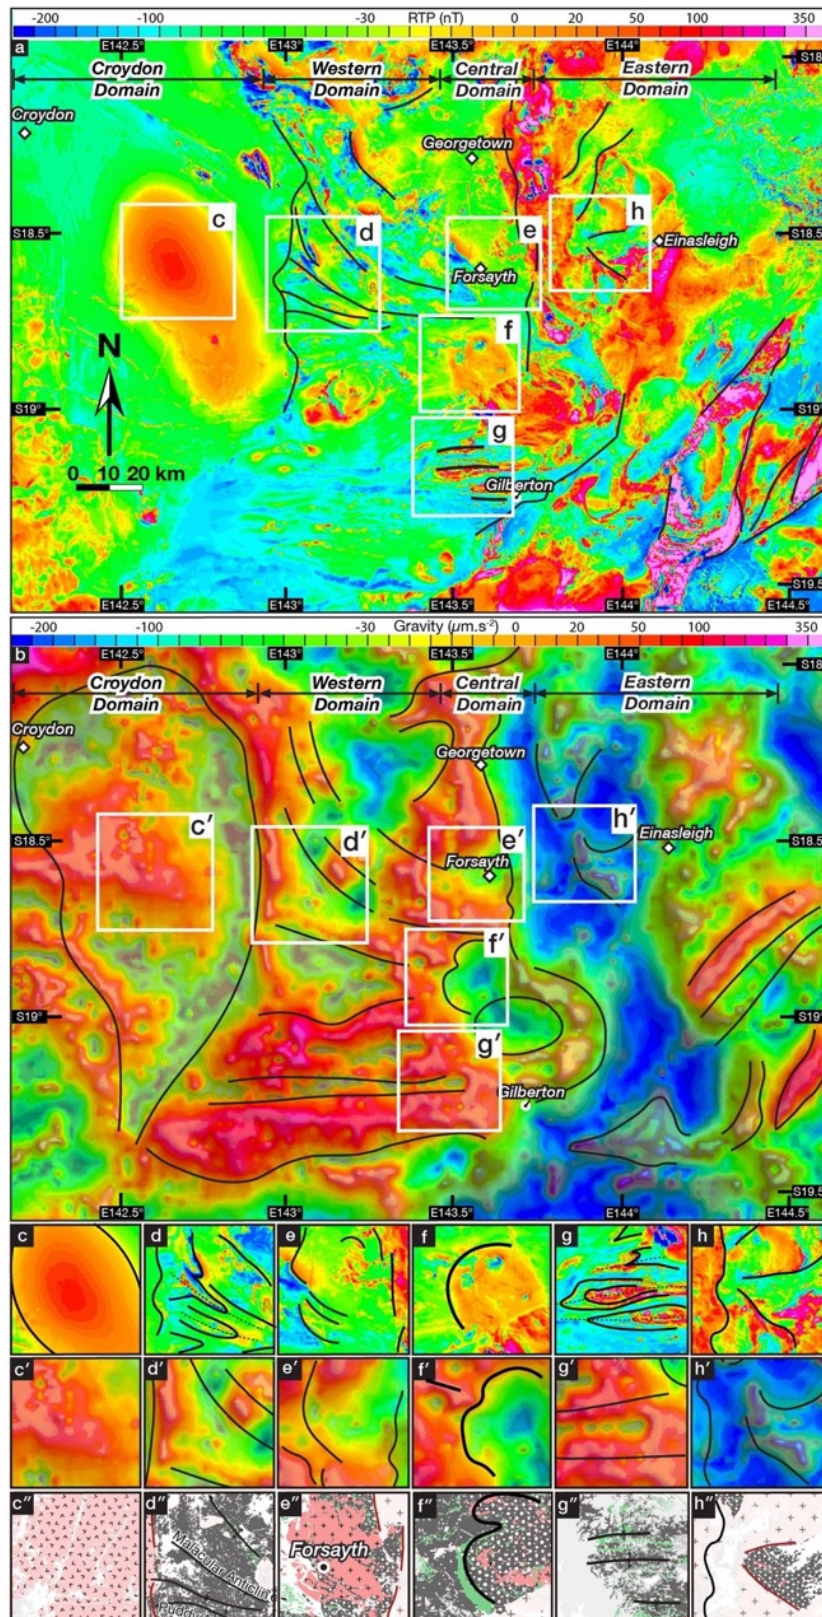 -200 -100 -30 RTP (nT) 0 20 50 100 350
a E142.5° E143° E143.5° E144° S18°
Croydon Domain
Western Domain
Central Domain
Eastern Domain
Croydon
Georgetown
S18.5°
c
d
e
h
Einasleigh
Forsayth
f
N
S19° S19°
g
0 10 20 km
Gilberton
S19.5°
E142.5° E143° E143.5° E144° E144.5°
-200 -100 -30 Gravity (µm.s⁻²) 0 20 50 100 350
b E142.5° E143° E143.5° E144° S18°
Croydon Domain
Western Domain
Central Domain
Eastern Domain
Croydon
Georgetown
S18.5°
c′
d′
e′
h′
Einasleigh
Forsayth
f′
S19° S19°
g′
Gilberton
S19.5°
E142.5° E143° E143.5° E144° E144.5°
c d e f g h
c′ d′ e′ f′ g′ h′
c″ d″ e″ f″ g″ h″
Malacular Anticline
Forsayth